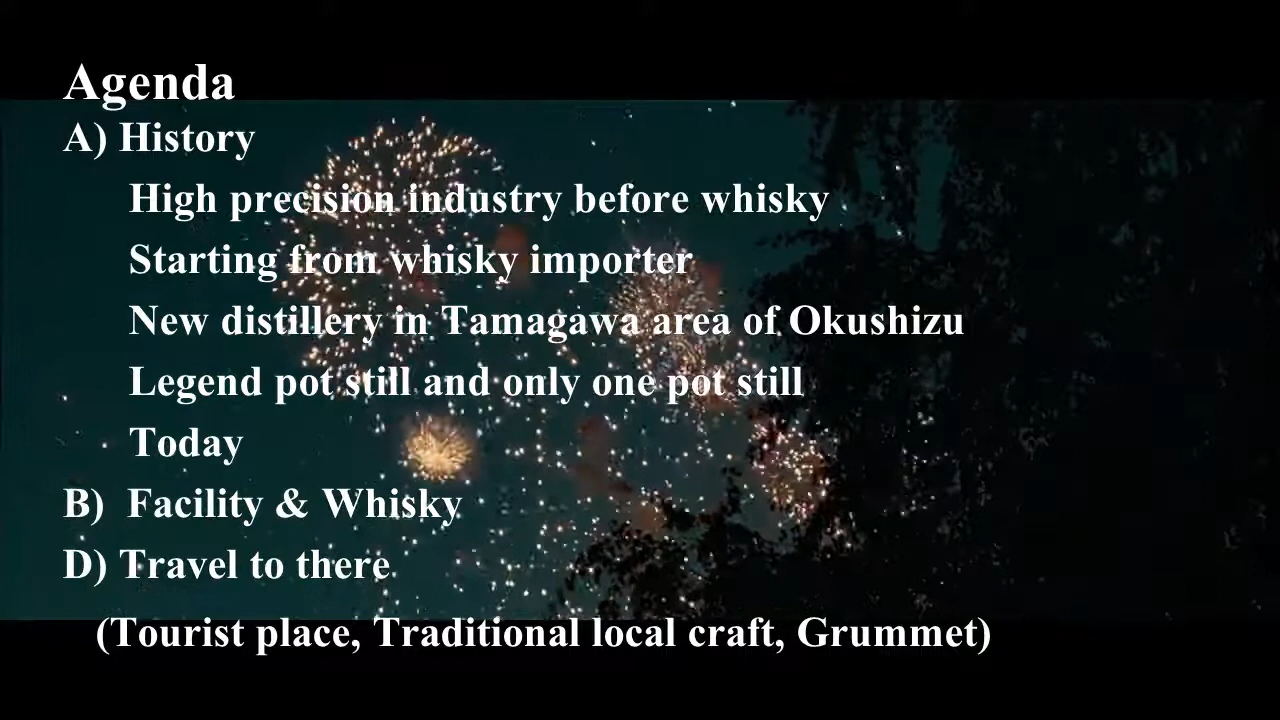 Agenda
A) History
High precision industry before whisky
Starting from whisky importer
New distillery in Tamagawa area of Okushizu
Legend pot still and only one pot still
Today
B) Facility & Whisky
D) Travel to there
(Tourist place, Traditional local craft, Grummet)